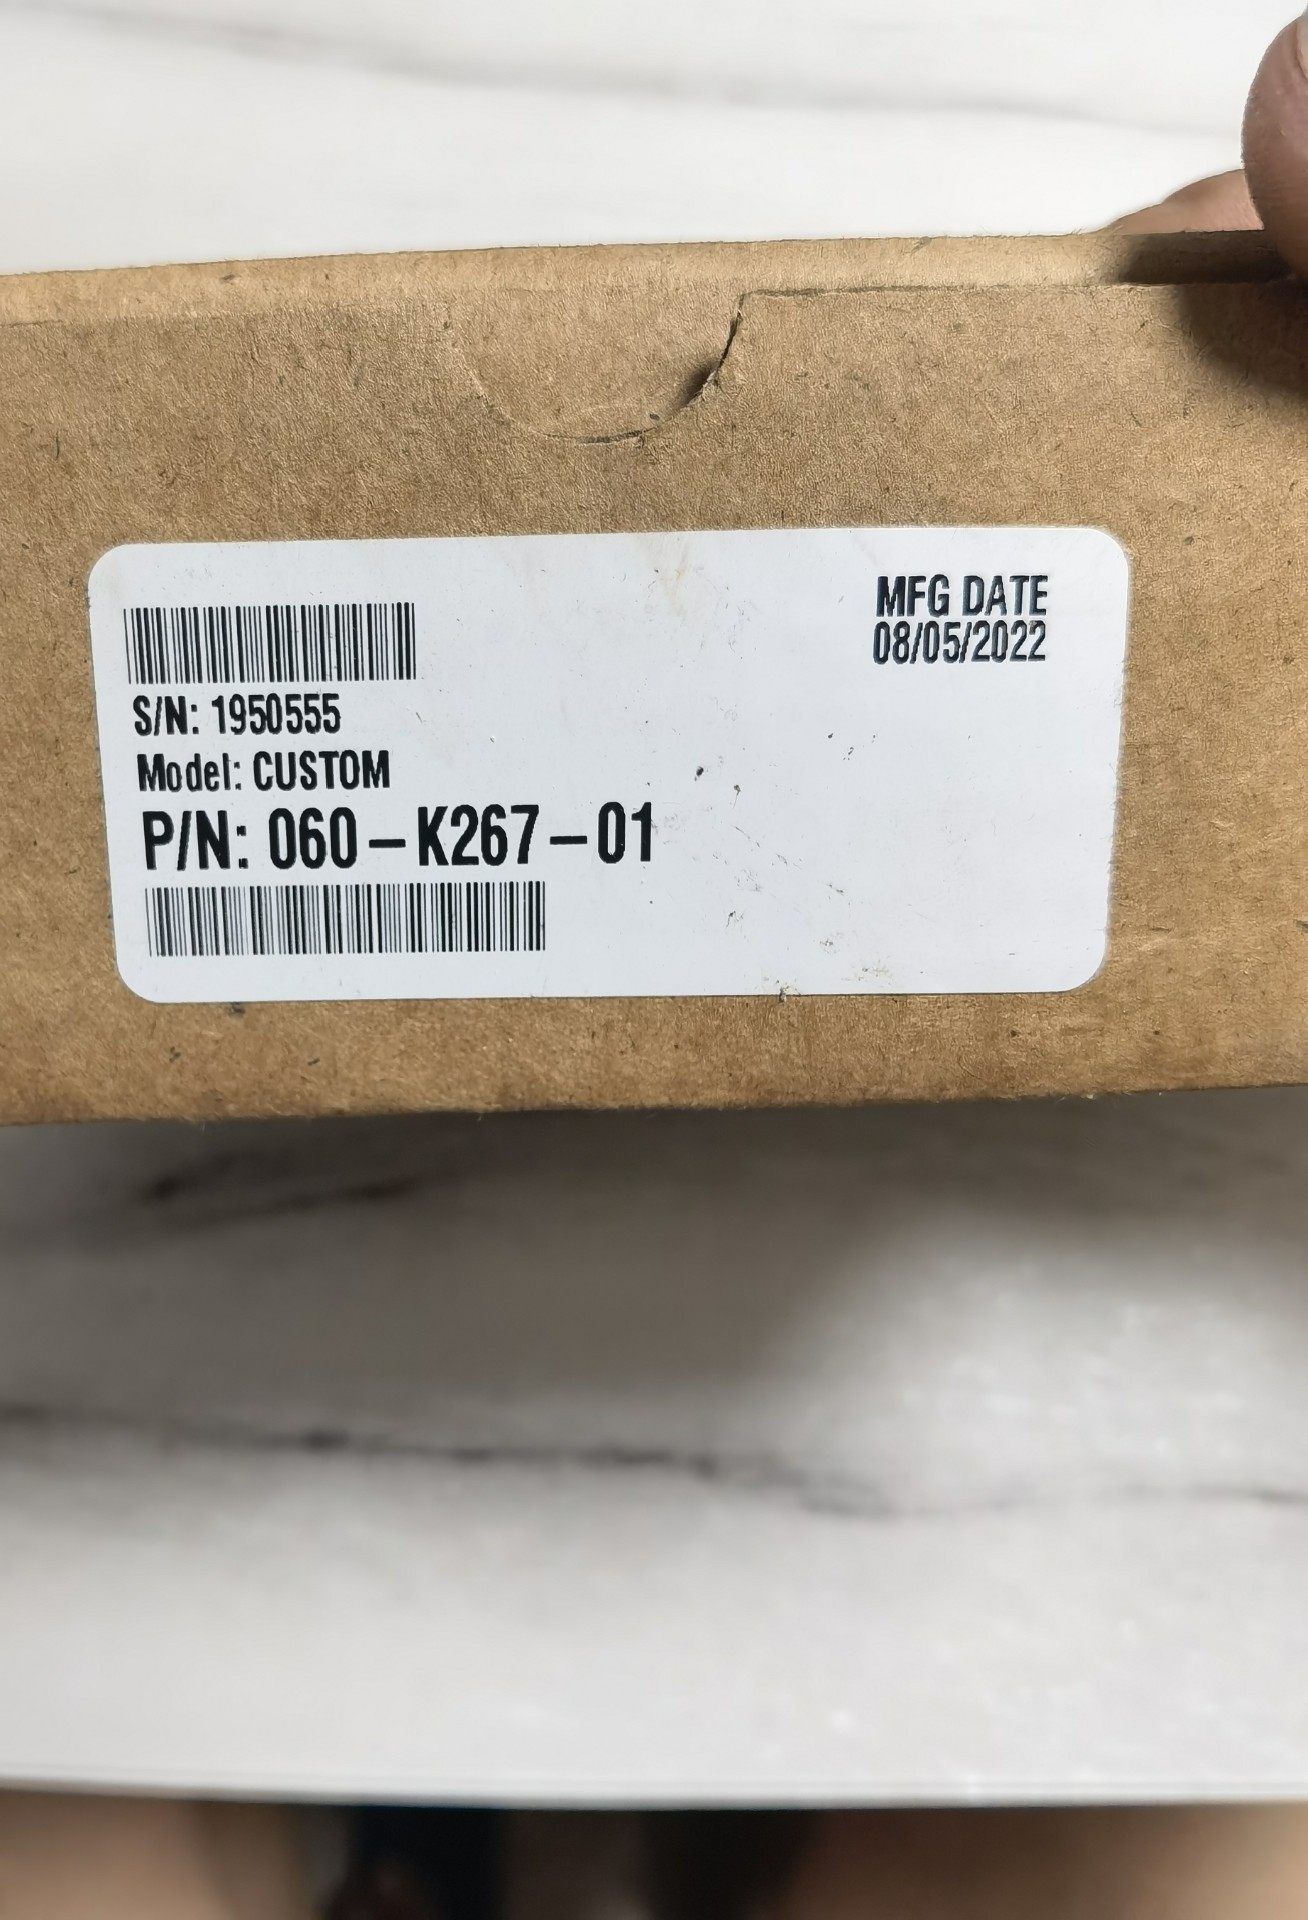 MFG DATE
08/05/2022
S/N: 1950555
Model: CUSTOM
P/N: 060-K267-01